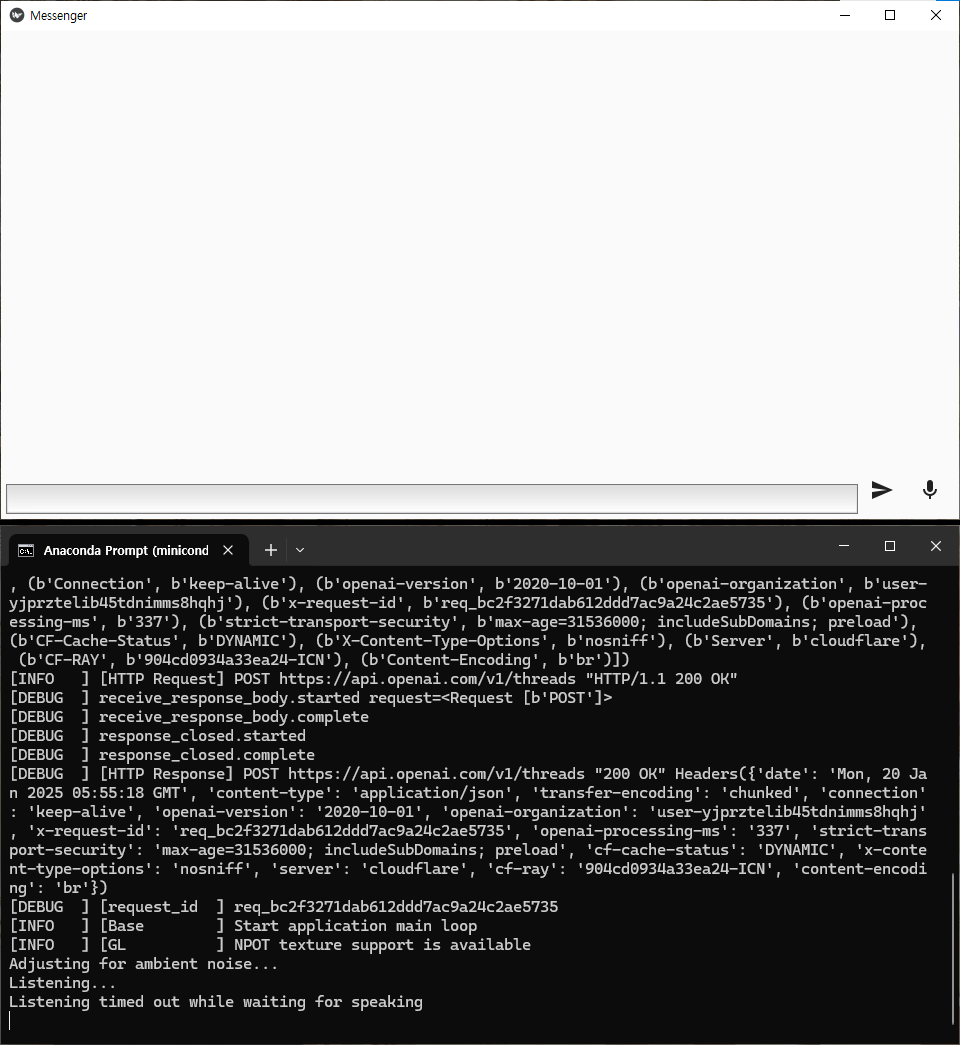 Messenger
Anaconda Prompt (minicond
, (b'Connection', b'keep-alive'), (b'openai-version', b'2020-10-01'), (b'openai-organization', b'user-
yjprztelib45tdnimms8hqhj'), (b'x-request-id', b'req_bc2f3271dab612ddd7ac9a24c2ae5735'), (b'openai-proc
essing-ms', b'337'), (b'strict-transport-security', b'max-age=31536000; includeSubDomains; preload'),
(b'CF-Cache-Status', b'DYNAMIC'), (b'X-Content-Type-Options', b'nosniff'), (b'Server', b'cloudflare'),
 (b'CF-RAY', b'904cd0934a33ea24-ICN'), (b'Content-Encoding', b'br')])
[INFO   ] [HTTP Request] POST https://api.openai.com/v1/threads "HTTP/1.1 200 OK"
[DEBUG  ] receive_response_body.started request=<Request [b'POST']>
[DEBUG  ] receive_response_body.complete
[DEBUG  ] response_closed.started
[DEBUG  ] response_closed.complete
[DEBUG  ] [HTTP Response] POST https://api.openai.com/v1/threads "200 OK" Headers({'date': 'Mon, 20 Ja
n 2025 05:55:18 GMT', 'content-type': 'application/json', 'transfer-encoding': 'chunked', 'connection'
: 'keep-alive', 'openai-version': '2020-10-01', 'openai-organization': 'user-yjprztelib45tdnimms8hqhj'
, 'x-request-id': 'req_bc2f3271dab612ddd7ac9a24c2ae5735', 'openai-processing-ms': '337', 'strict-trans
port-security': 'max-age=31536000; includeSubDomains; preload', 'cf-cache-status': 'DYNAMIC', 'x-conte
nt-type-options': 'nosniff', 'server': 'cloudflare', 'cf-ray': '904cd0934a33ea24-ICN', 'content-encodi
ng': 'br'})
[DEBUG  ] [request_id  ] req_bc2f3271dab612ddd7ac9a24c2ae5735
[INFO   ] [Base        ] Start application main loop
[INFO   ] [GL          ] NPOT texture support is available
Adjusting for ambient noise...
Listening...
Listening timed out while waiting for speaking